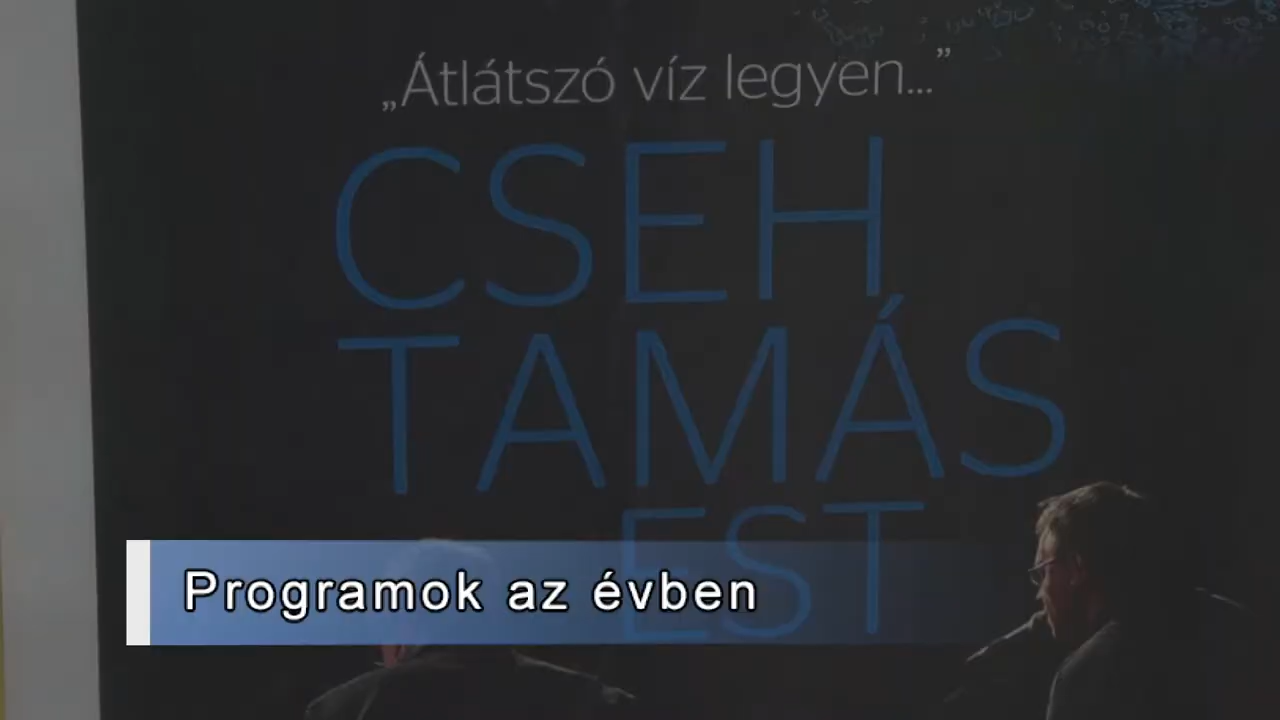 „Átlátszó víz legyen...”
CSEH
TAMÁS
EST
Programok az évben